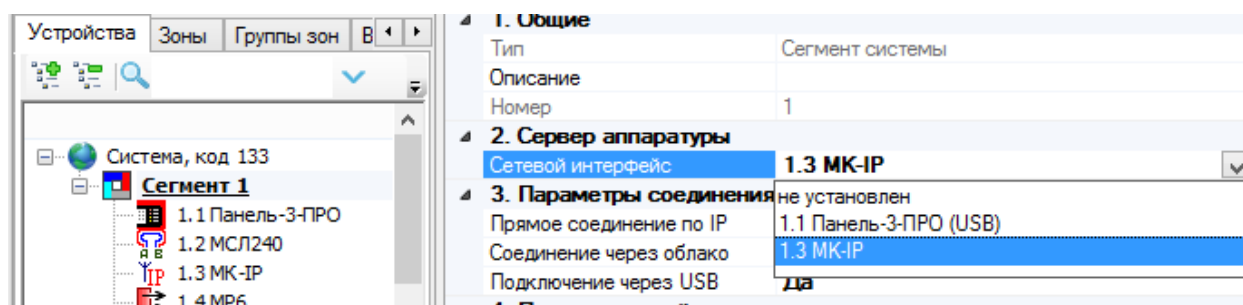 Устройства
Зоны
Группы зон
В
Система, код 133
Сегмент 1
1.1 Панель-3-ПРО
1.2 МСЛ240
1.3 МК-IP
1.4 МР6
1. Общие
Тип Сегмент системы
Описание
Номер 1
2. Сервер аппаратуры
Сетевой интерфейс 1.3 МК-IP
3. Параметры соединения
не установлен
Прямое соединение по IP
1.1 Панель-3-ПРО (USB)
Соединение через облако
1.3 МК-IP
Подключение через USB Да